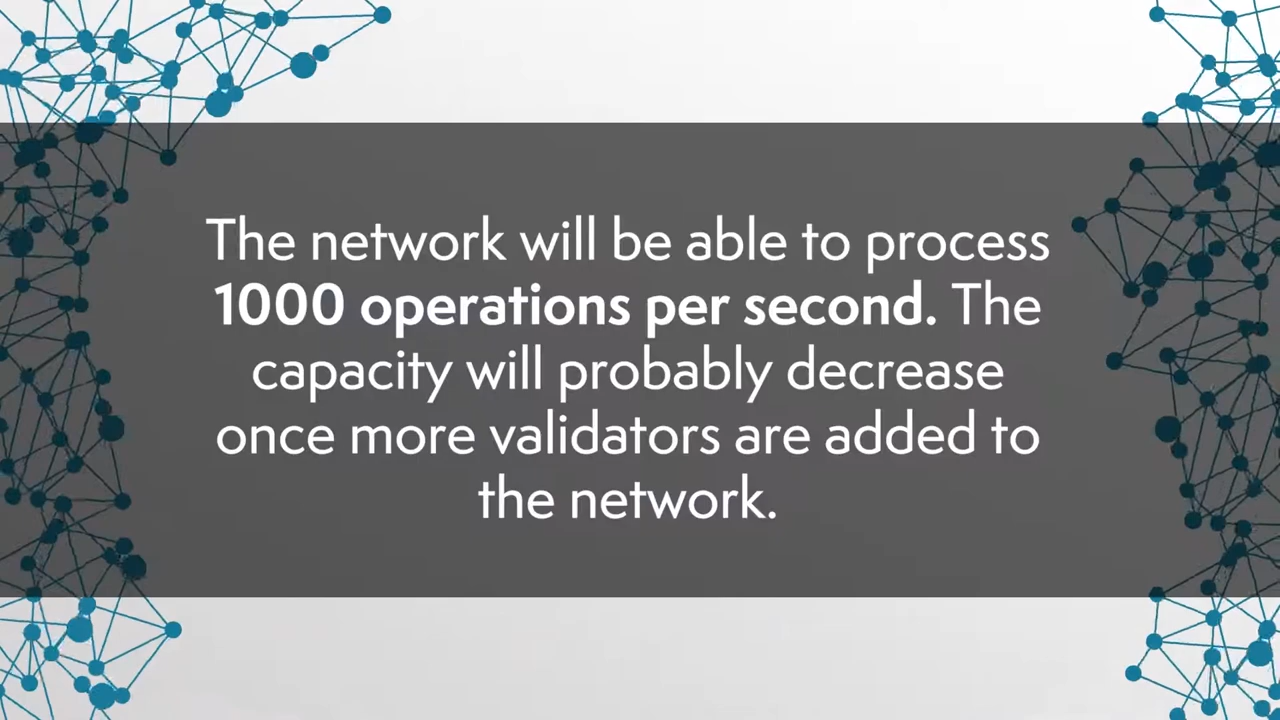 The network will be able to process
1000 operations per second. The
capacity will probably decrease
once more validators are added to
the network.